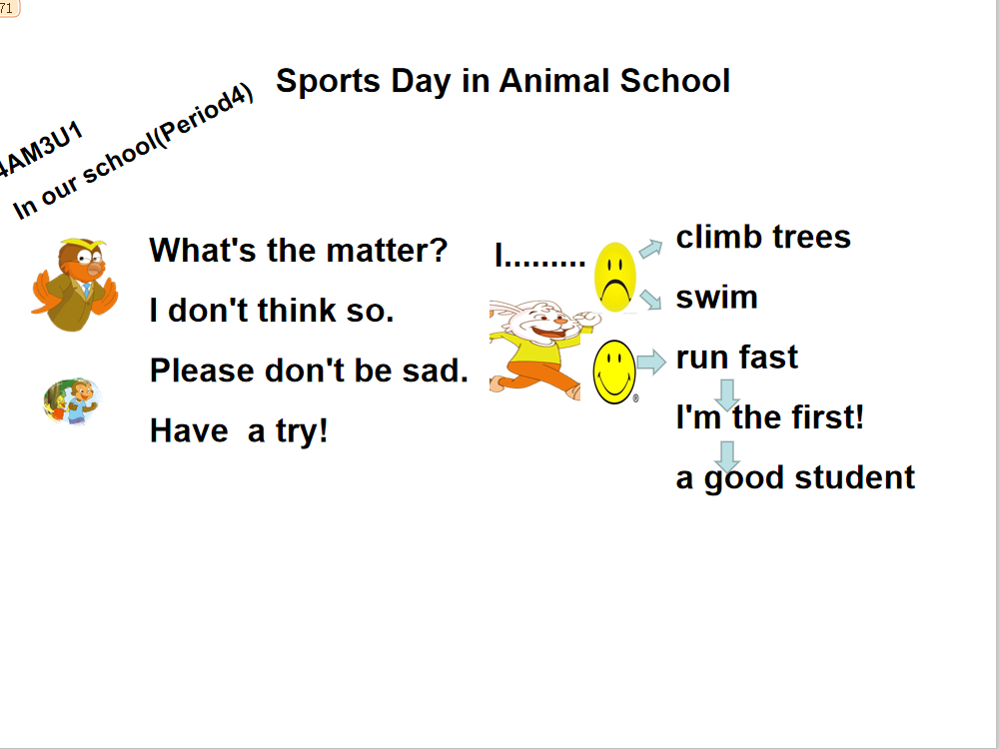 71
Sports Day in Animal School
4AM3U1
In our school(Period4)
What's the matter?
I don't think so.
Please don't be sad.
Have a try!
I.........
climb trees
swim
run fast
I'm the first!
a good student
®